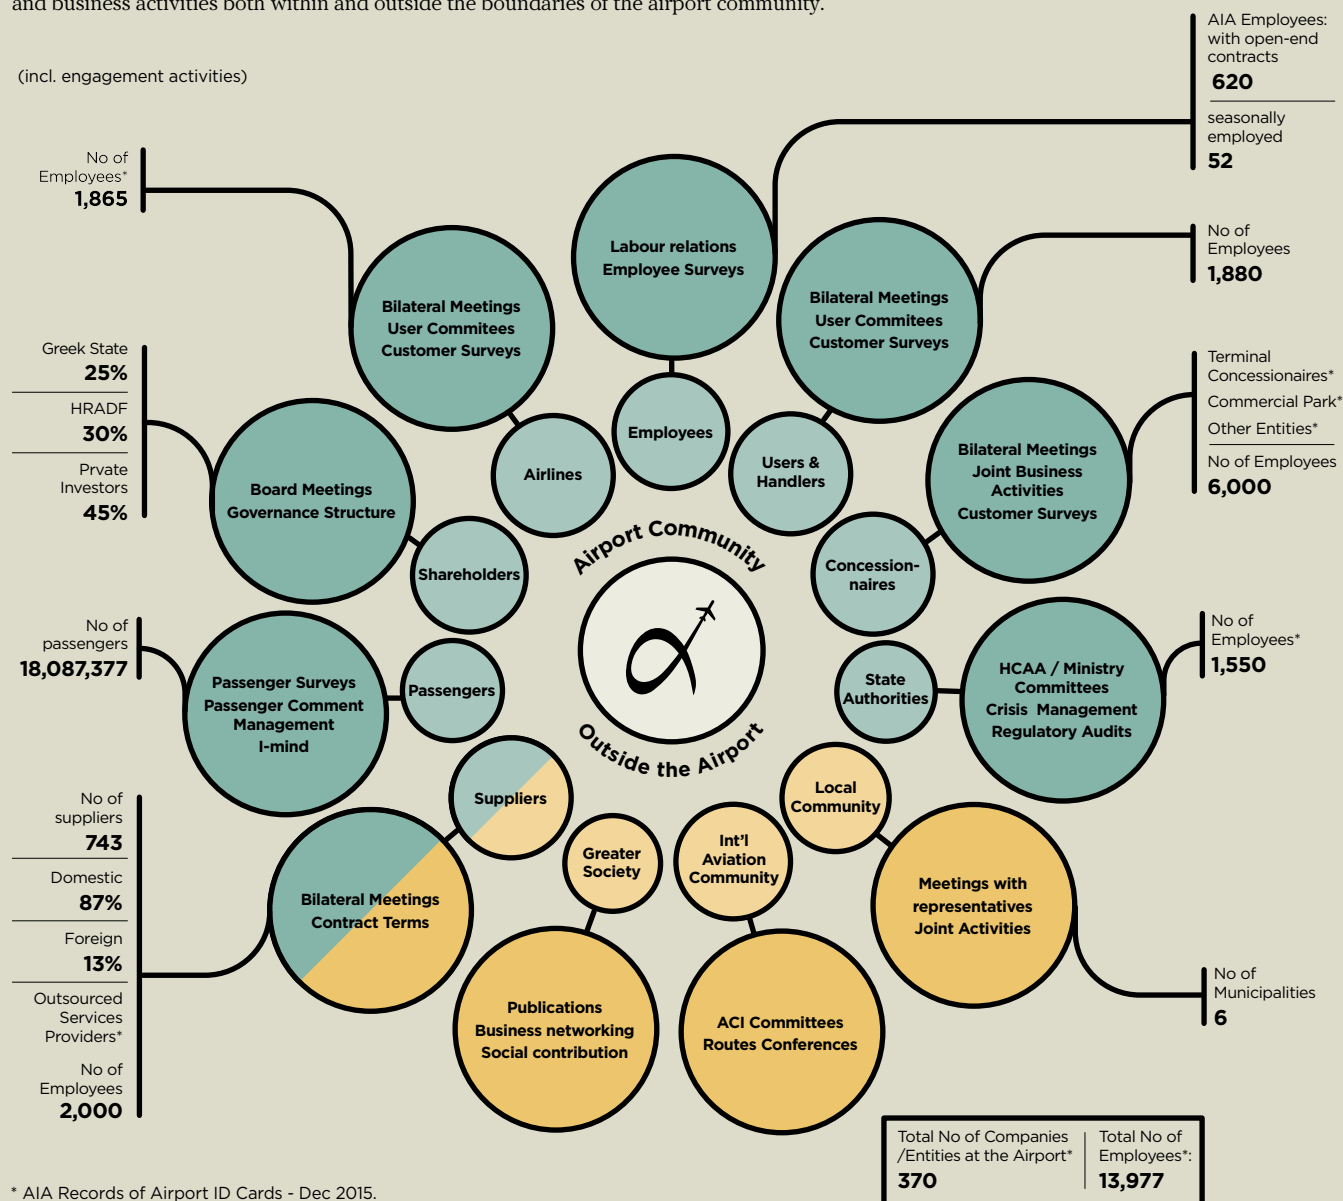 and business activities both within and outside the boundaries of the airport community.
(incl. engagement activities)
AIA Employees:
with open-end
contracts
620
seasonally
employed
52
No of
Employees*
1,865
Labour relations
Employee Surveys
No of
Employees
1,880
Bilateral Meetings
User Commitees
Customer Surveys
Bilateral Meetings
User Commitees
Customer Surveys
Greek State
25%
HRADF
30%
Prvate
Investors
45%
Terminal
Concessionaires*
Commercial Park*
Other Entities*
No of Employees
6,000
Employees
Airlines
Users &
Handlers
Bilateral Meetings
Joint Business
Activities
Customer Surveys
Board Meetings
Governance Structure
Shareholders
Airport Community
Concession-
naires
No of
passengers
18,087,377
Passenger Surveys
Passenger Comment
Management
I-mind
Passengers
State
Authorities
HCAA / Ministry
Committees
Crisis Management
Regulatory Audits
No of
Employees*
1,550
Outside the Airport
Suppliers
Local
Community
Greater
Society
Int'l
Aviation
Community
No of
suppliers
743
Domestic
87%
Foreign
13%
Outsourced
Services
Providers*
No of
Employees
2,000
Bilateral Meetings
Contract Terms
Meetings with
representatives
Joint Activities
No of
Municipalities
6
Publications
Business networking
Social contribution
ACI Committees
Routes Conferences
Total No of Companies
/Entities at the Airport*
370
Total No of
Employees*:
13,977
* AIA Records of Airport ID Cards - Dec 2015.